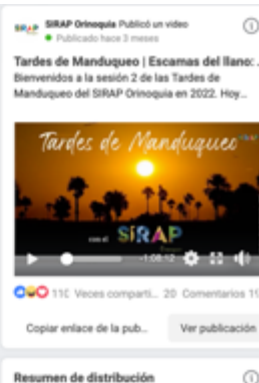 SIRAP Orinoquia Publicó un video
Publicado hace 3 meses
Tardes de Manduqueo | Escamas del llano: .
Bienvenidos a la sesión 2 de las Tardes de
Manduqueo del SIRAP Orinoquia en 2022. Hoy...
Tardes de Manduqueo
con el SIRAP
-1:08:12
110 Veces comparti... 20 Comentarios 19
Copiar enlace de la pub...
Ver publicación
Resumen de distribución